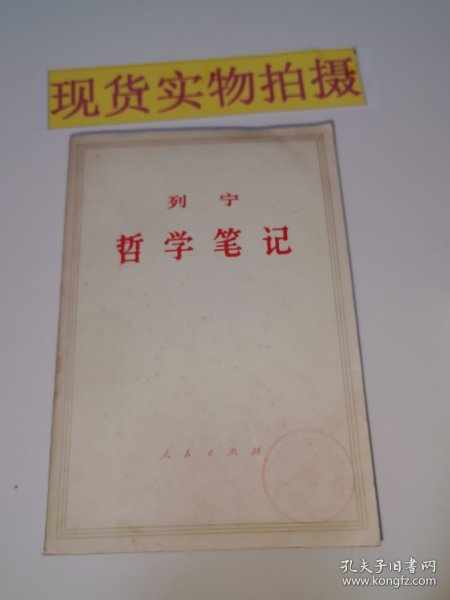 现货实物拍摄
列宁
哲学笔记
人民出版社
孔夫子旧书网
www.kongfz.com